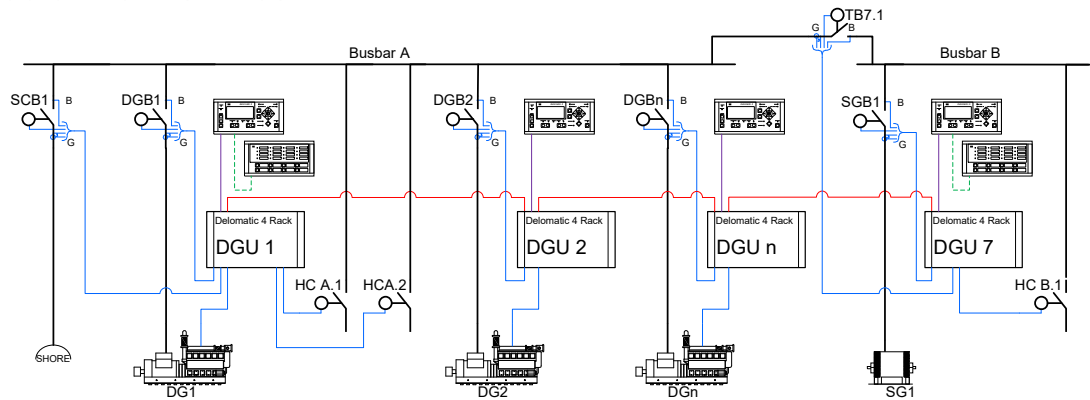 TB7.1
G
B
Busbar A
Busbar B
SCB1
B
G
DGB1
B
G
DGB2
B
G
DGBn
B
G
SGB1
B
G
Delomatic 4 Rack
DGU 1
Delomatic 4 Rack
DGU 2
Delomatic 4 Rack
DGU n
Delomatic 4 Rack
DGU 7
HC A.1
HCA.2
HC B.1
SHORE
DG1
DG2
DGn
SG1